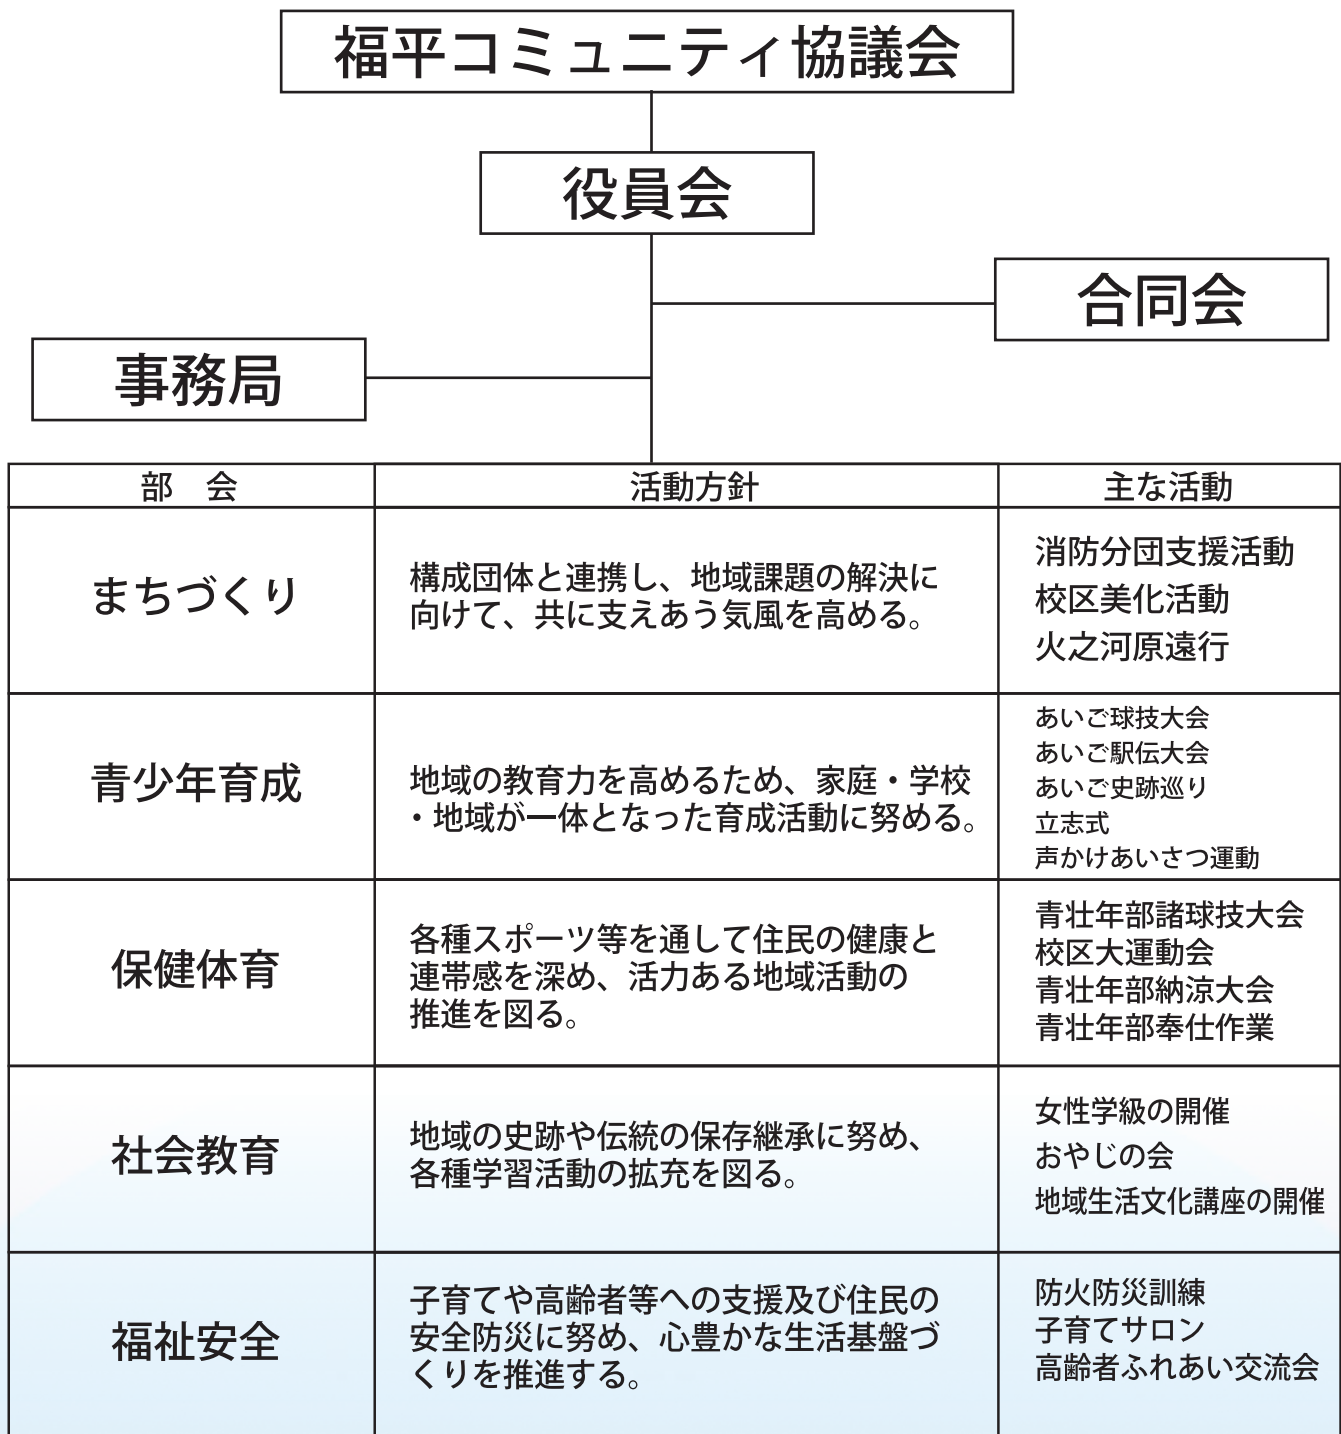 福平コミュニティ協議会
役員会
合同会
事務局
部　会
活動方針
主な活動
まちづくり
構成団体と連携し、地域課題の解決に
向けて、共に支えあう気風を高める。
消防分団支援活動
校区美化活動
火之河原遠行
青少年育成
地域の教育力を高めるため、家庭・学校
・地域が一体となった育成活動に努める。
あいご球技大会
あいご駅伝大会
あいご史跡巡り
立志式
声かけあいさつ運動
保健体育
各種スポーツ等を通して住民の健康と
連帯感を深め、活力ある地域活動の
推進を図る。
青壮年部諸球技大会
校区大運動会
青壮年部納涼大会
青壮年部奉仕作業
社会教育
地域の史跡や伝統の保存継承に努め、
各種学習活動の拡充を図る。
女性学級の開催
おやじの会
地域生活文化講座の開催
福祉安全
子育てや高齢者等への支援及び住民の
安全防災に努め、心豊かな生活基盤づ
くりを推進する。
防火防災訓練
子育てサロン
高齢者ふれあい交流会